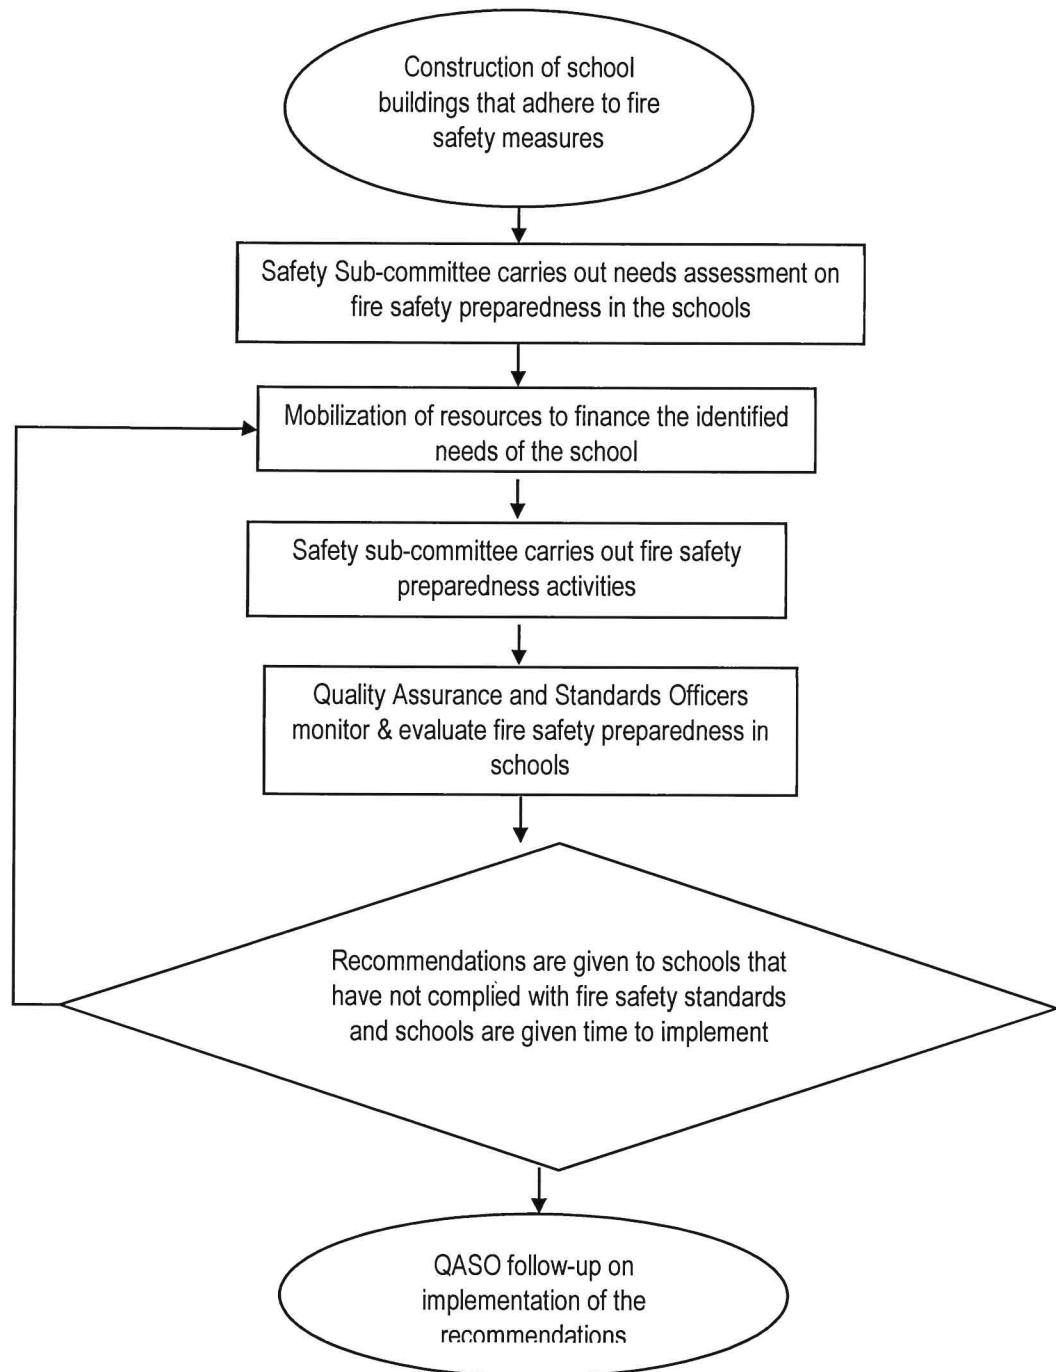 Construction of school
buildings that adhere to fire
safety measures
Safety Sub-committee carries out needs assessment on
fire safety preparedness in the schools
Mobilization of resources to finance the identified
needs of the school
Safety sub-committee carries out fire safety
preparedness activities
Quality Assurance and Standards Officers
monitor & evaluate fire safety preparedness in
schools
Recommendations are given to schools that
have not complied with fire safety standards
and schools are given time to implement
QASO follow-up on
implementation of the
recommendations